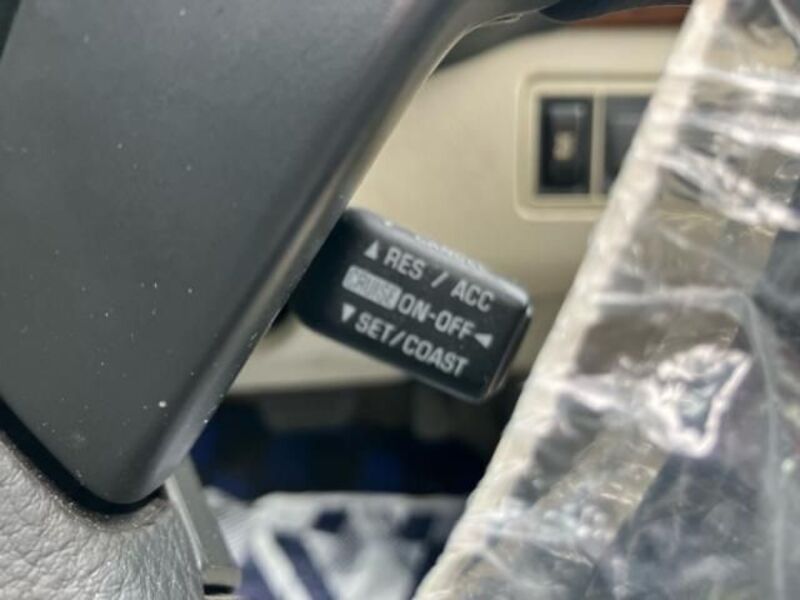 ▲ RES / ACC
CRUISE ON-OFF ◀
▼ SET/COAST